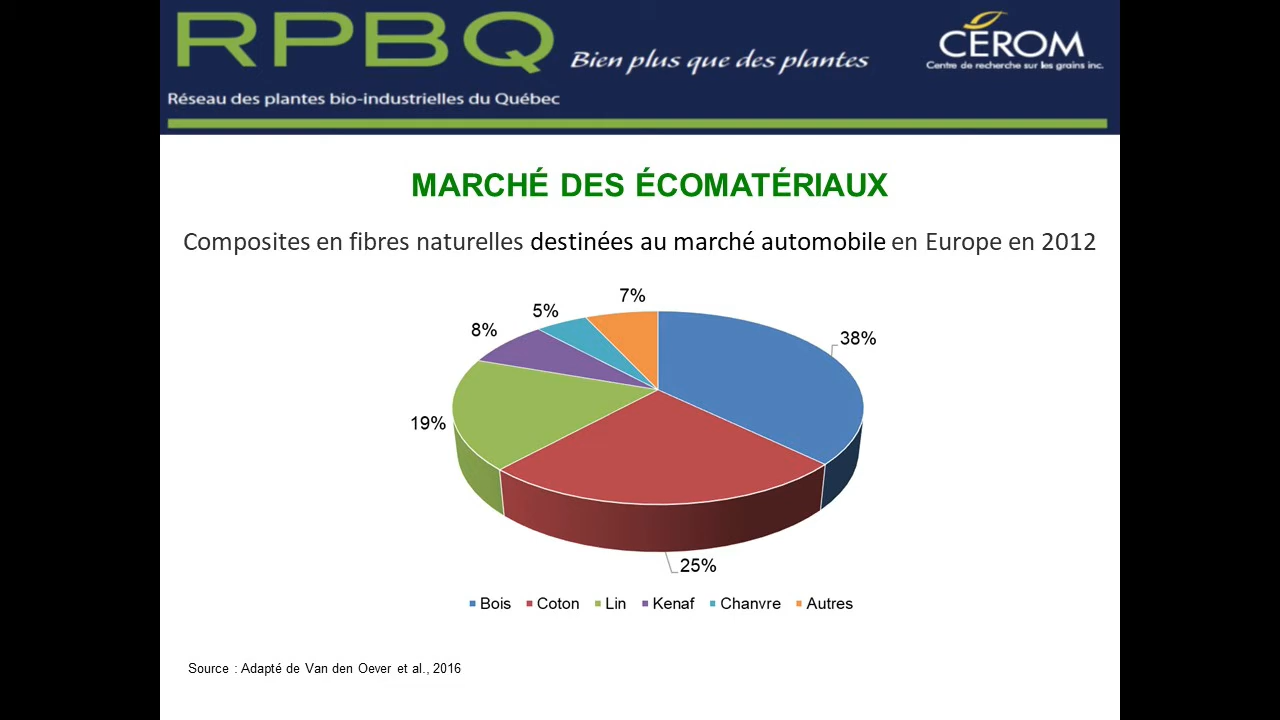 RPBQ
Bien plus que des plantes
CÉROM
Centre de recherche sur les grains inc.
Réseau des plantes bio-industrielles du Québec
MARCHÉ DES ÉCOMATÉRIAUX
Composites en fibres naturelles destinées au marché automobile en Europe en 2012
7%
5%
8%
38%
19%
25%
Bois Coton Lin Kenaf Chanvre Autres
Source : Adapté de Van den Oever et al., 2016